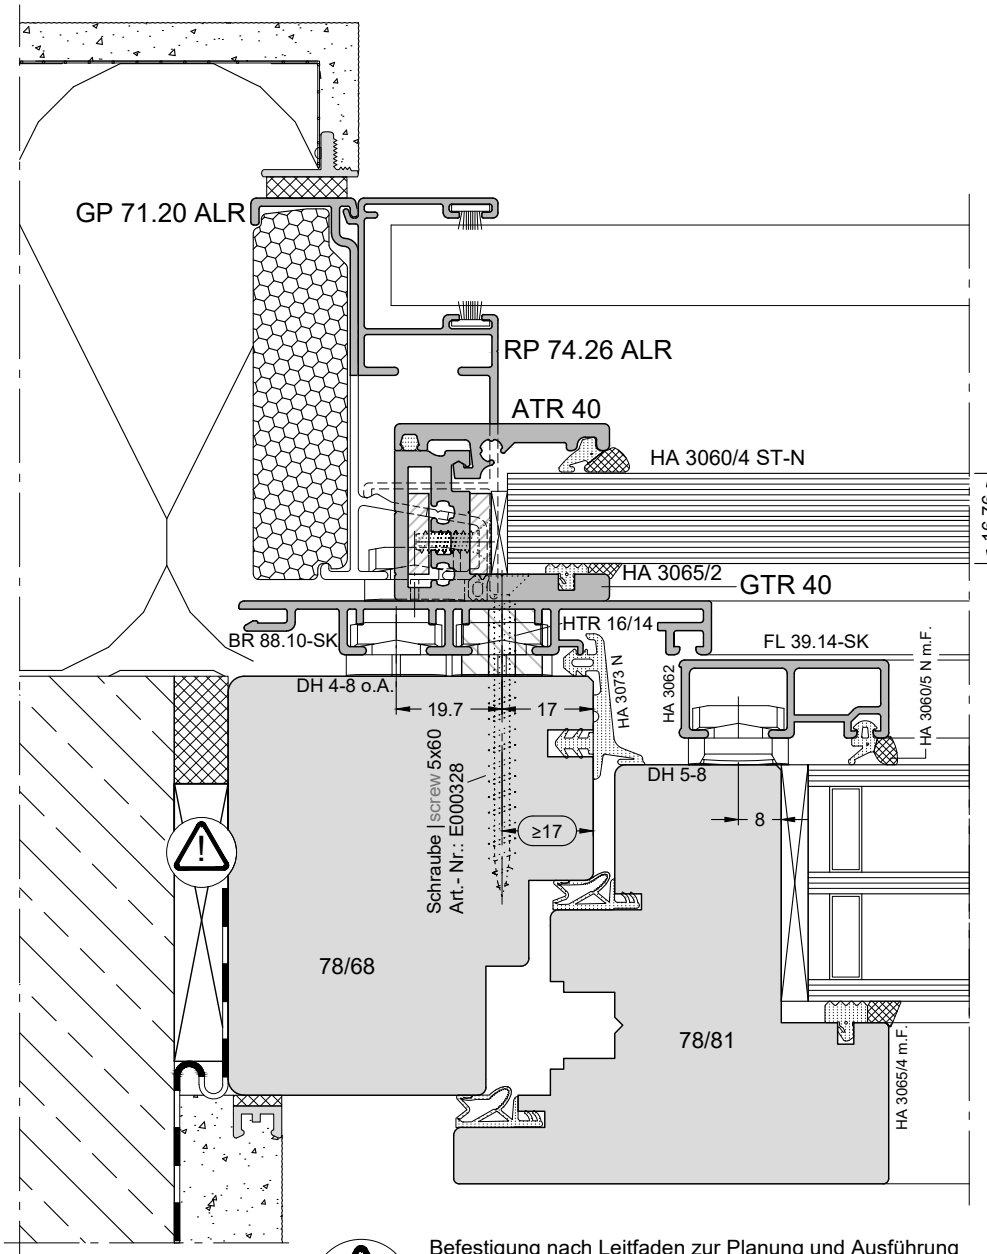 GP 71.20 ALR
RP 74.26 ALR
ATR 40
HA 3060/4 ST-N
HA 3065/2
GTR 40
HTR 16/14
BR 88.10-SK
FL 39.14-SK
DH 4-8 o.A.
HA 3073 N
HA 3062
HA 3060/5 N m.F.
19.7
17
DH 5-8
8
Schraube | screw 5x60
Art.- Nr.: E000328
≥17
!
78/68
78/81
HA 3065/4 m.F.
Befestigung nach Leitfaden zur Planung und Ausführung